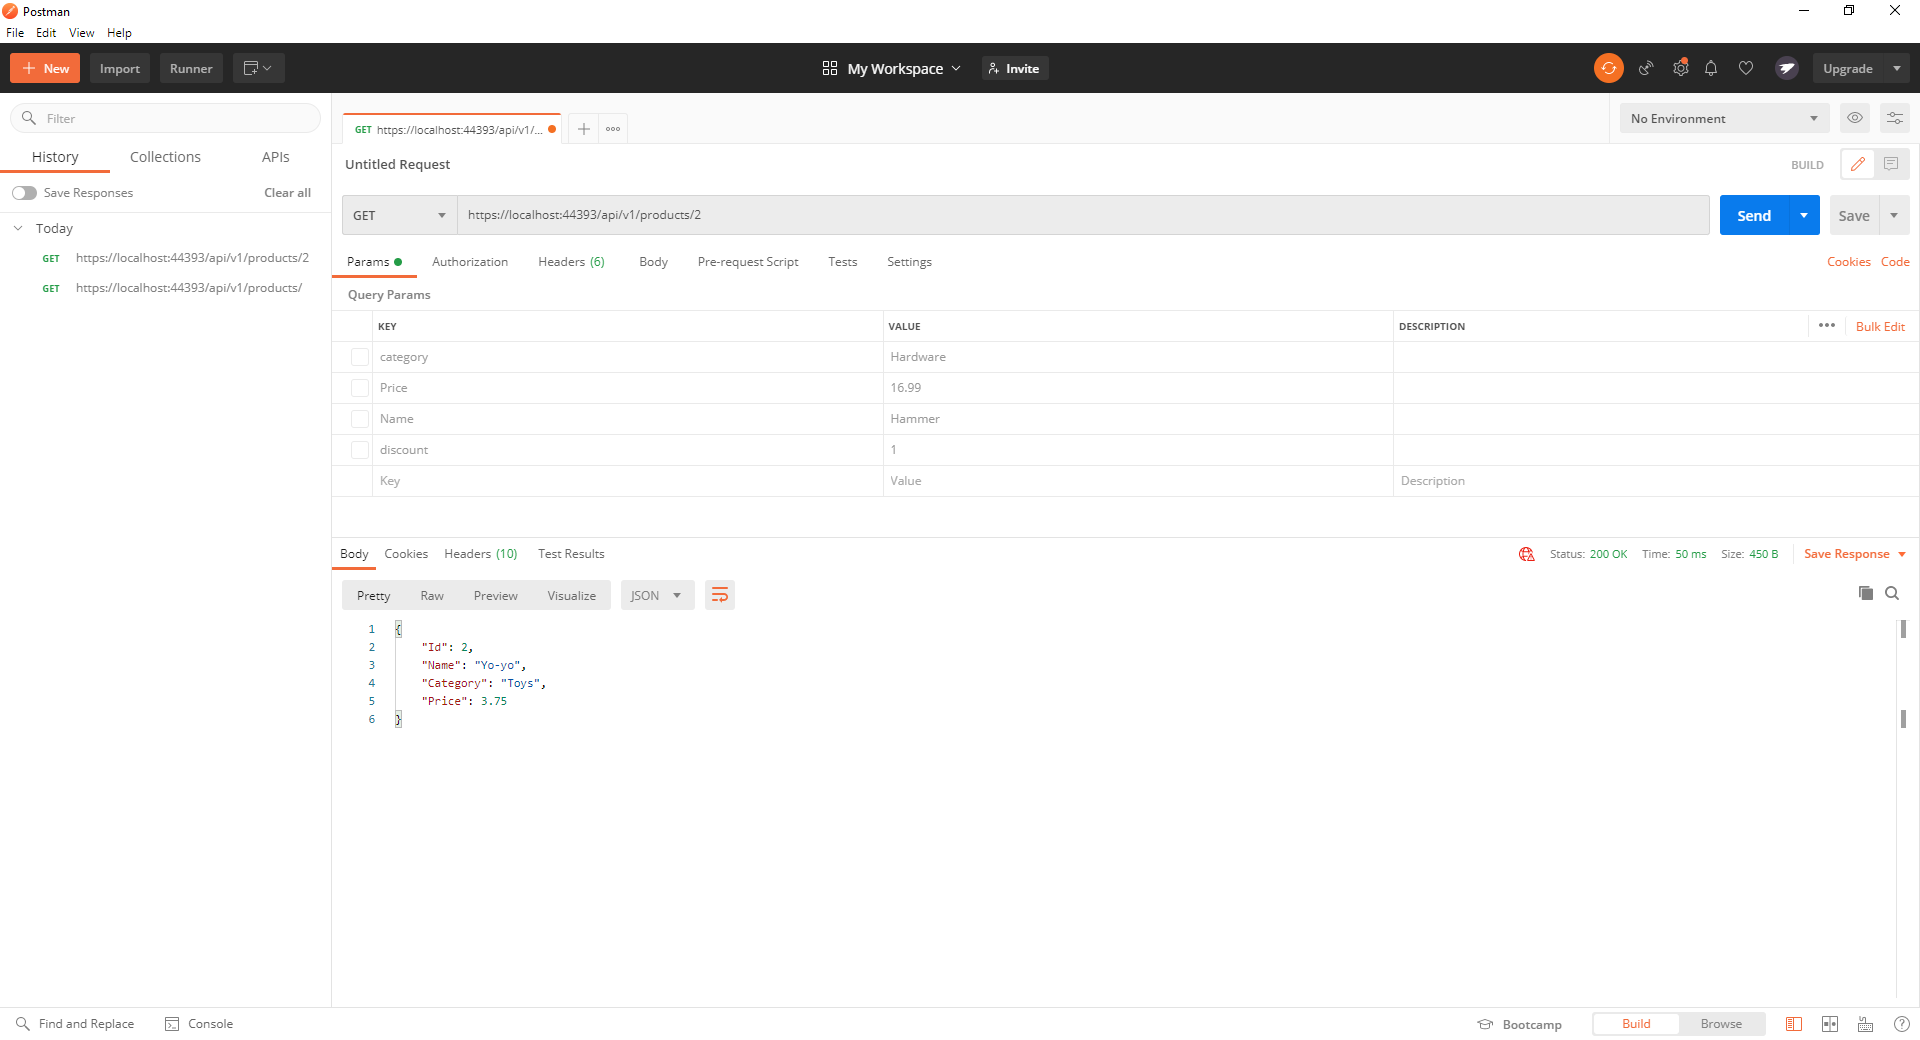 Postman
File Edit View Help
New Import Runner My Workspace Invite Upgrade
Filter
History Collections APIs
Save Responses Clear all
Today
GET https://localhost:44393/api/v1/products/2
GET https://localhost:44393/api/v1/products/
GET https://localhost:44393/api/v1/...
No Environment
Untitled Request BUILD
GET https://localhost:44393/api/v1/products/2 Send Save
Params Authorization Headers (6) Body Pre-request Script Tests Settings Cookies Code
Query Params
KEY VALUE DESCRIPTION Bulk Edit
category Hardware
Price 16.99
Name Hammer
discount 1
Key Value Description
Body Cookies Headers (10) Test Results Status: 200 OK Time: 50 ms Size: 450 B Save Response
Pretty Raw Preview Visualize JSON
1 {
2 "Id": 2,
3 "Name": "Yo-yo",
4 "Category": "Toys",
5 "Price": 3.75
6 }
Find and Replace Console Bootcamp Build Browse